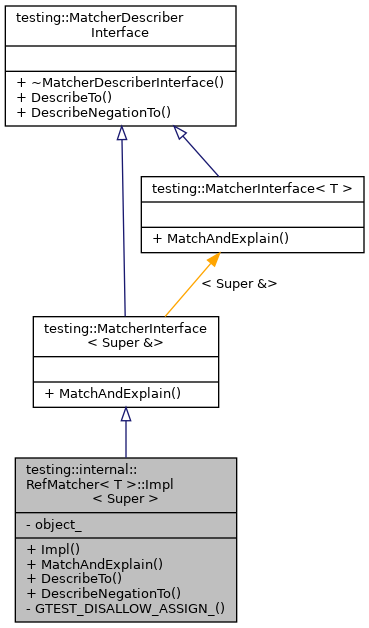 testing::MatcherDescriber
Interface
+ ~MatcherDescriberInterface()
+ DescribeTo()
+ DescribeNegationTo()
testing::MatcherInterface< T >
+ MatchAndExplain()
< Super &>
testing::MatcherInterface
< Super &>
+ MatchAndExplain()
testing::internal::
RefMatcher< T >::Impl
< Super >
- object_
+ Impl()
+ MatchAndExplain()
+ DescribeTo()
+ DescribeNegationTo()
- GTEST_DISALLOW_ASSIGN_()